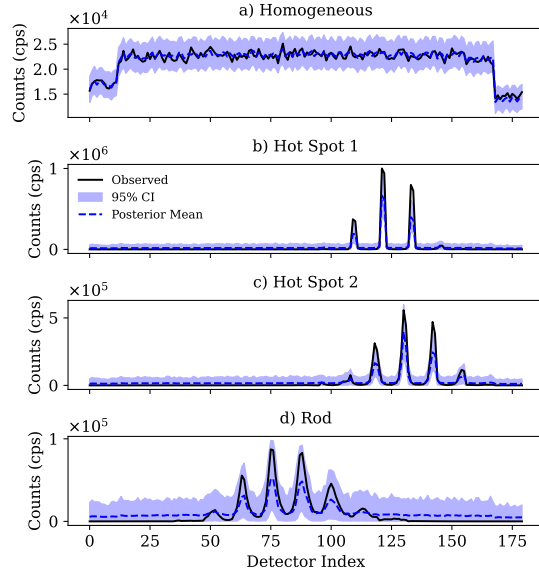 a) Homogeneous
×10⁴
2.5
2.0
1.5
Counts (cps)
b) Hot Spot 1
×10⁶
1
0
Counts (cps)
Observed
95% CI
Posterior Mean
c) Hot Spot 2
×10⁵
5
0
Counts (cps)
d) Rod
×10⁵
1
0
Counts (cps)
0 25 50 75 100 125 150 175
Detector Index